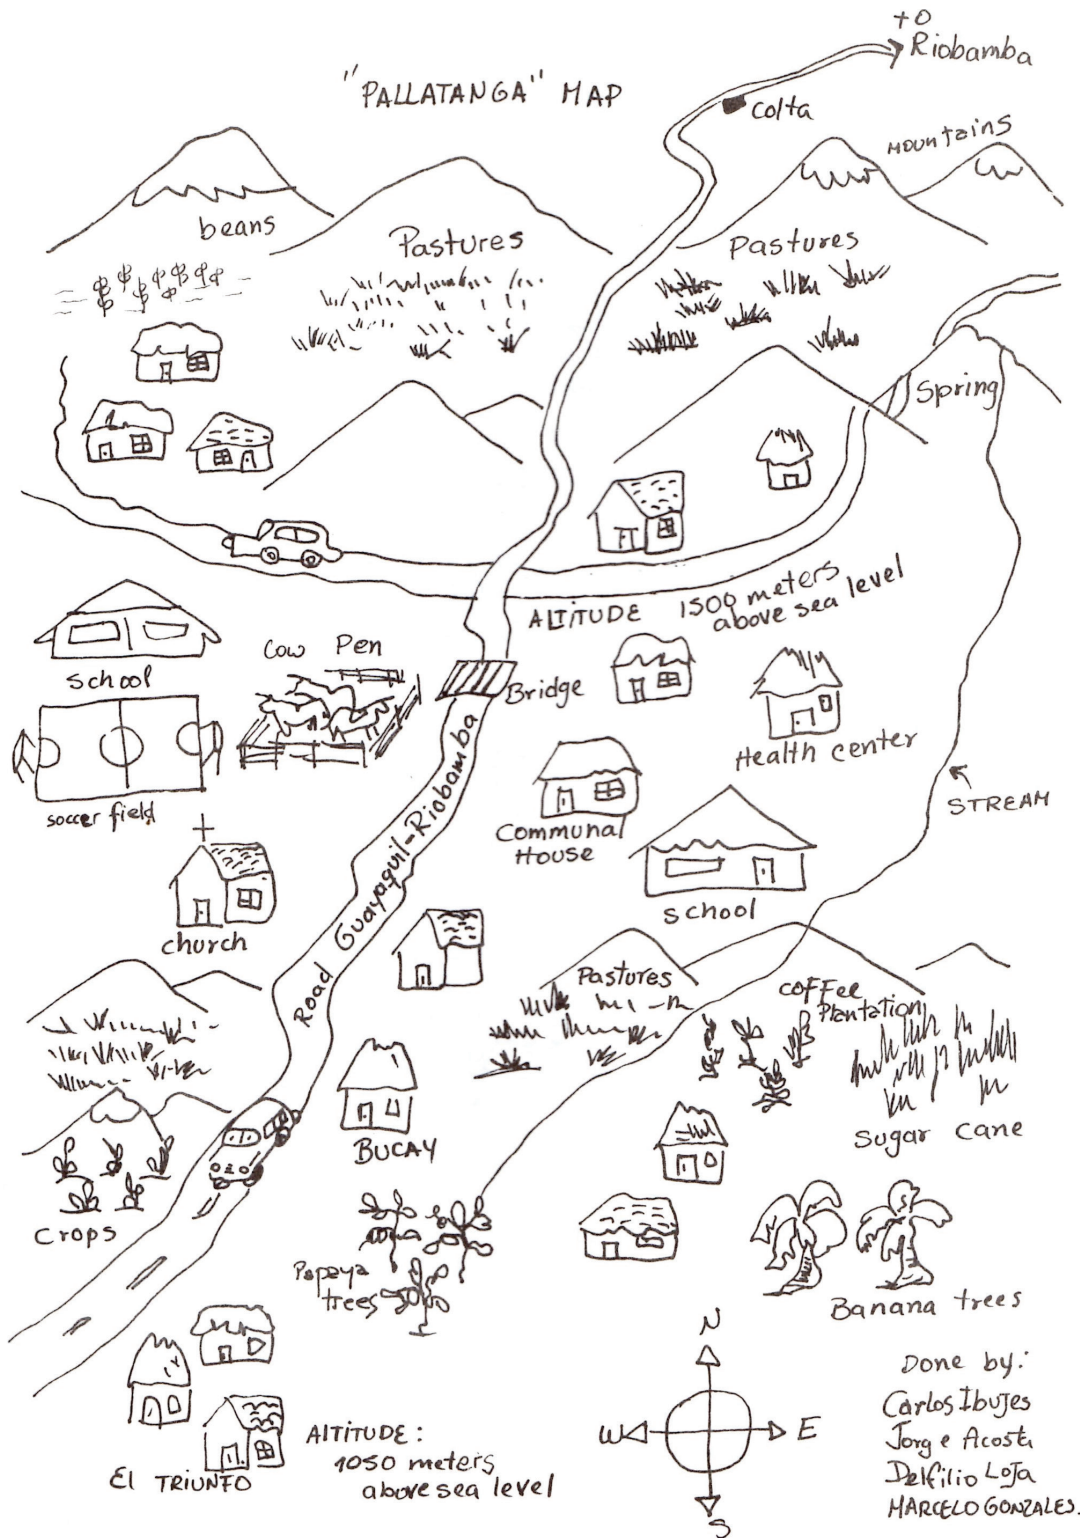 to
Riobamba
"PALLATANGA" MAP
Colta
MOUNTAINS
beans
Pastures
Pastures
Spring
ALTITUDE 1500 meters
above sea level
school
Cow Pen
Bridge
Health center
soccer field
STREAM
Communal
House
school
church
Road Guayaquil-Riobamba
Pastures
Coffee
Plantation
Sugar Cane
BUCAY
Crops
Papaya
trees
Banana trees
N
W
E
S
El TRIUNFO
ALTITUDE:
1050 meters
above sea level
Done by:
Carlos Ibujes
Jorge Acosta
Delfilio Loja
MARCELO GONZALES.